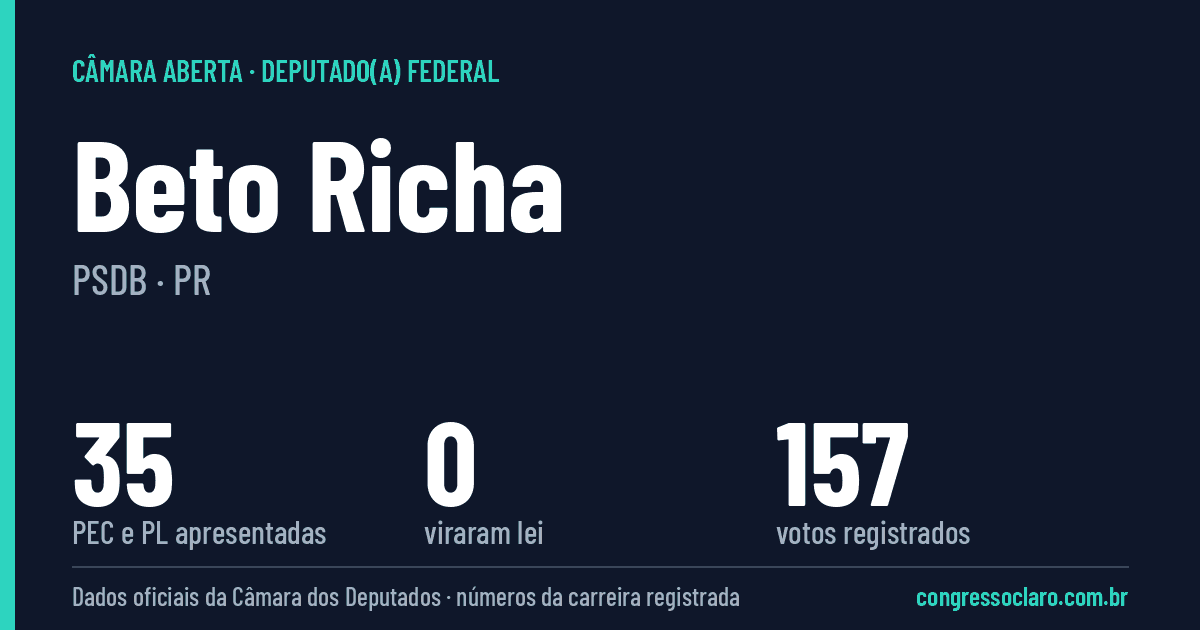 CÂMARA ABERTA · DEPUTADO(A) FEDERAL
Beto Richa
PSDB · PR
35 0 157
PEC e PL apresentadas viraram lei votos registrados
Dados oficiais da Câmara dos Deputados · números da carreira registrada congressoclaro.com.br